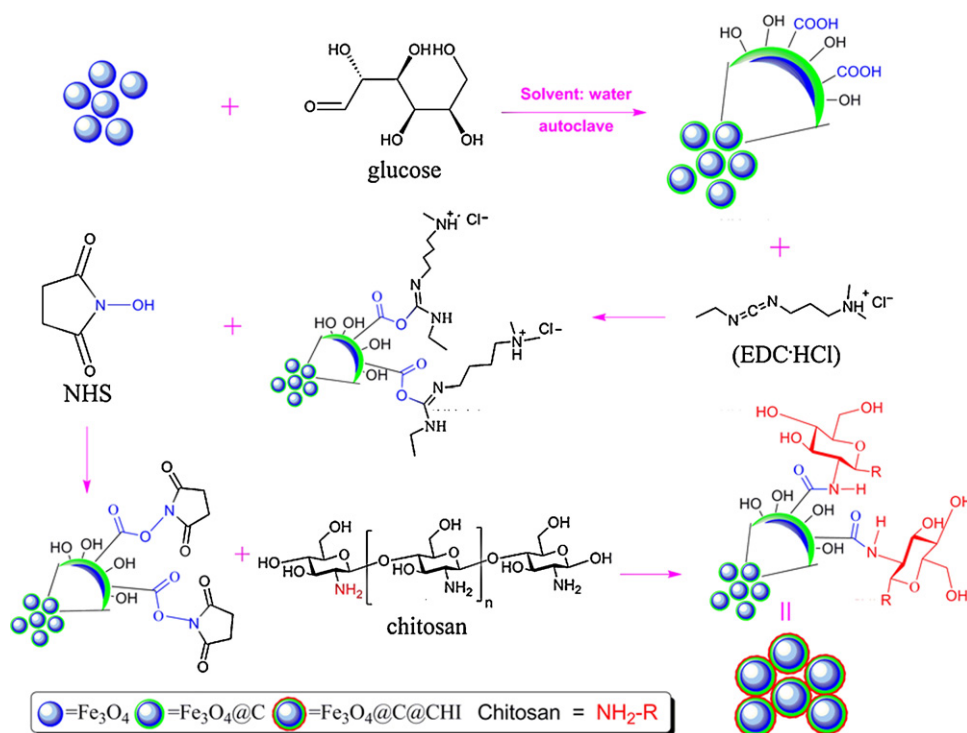 HO
OH
HO
O
OH
OH
glucose
Solvent: water
autoclave
HO
OH
COOH
OH
COOH
OH
O
N
OH
O
NHS
NH
+
Cl⁻
N
O
O
NH
HO
OH
OH
OH
O
O
N
NH
NH
+
Cl⁻
N
C
N
NH
+
Cl⁻
(EDC·HCl)
O
O
N
O
O
HO
OH
OH
OH
O
O
N
O
O
OH
HO
HO
O
NH₂
O
OH
O
HO
NH₂
n
O
OH
HO
O
OH
NH₂
chitosan
HO
OH
HO
O
R
O
N
H
HO
OH
OH
OH
O
H
N
HO
OH
OH
O
R
=Fe₃O₄
=Fe₃O₄@C
=Fe₃O₄@C@CHI
Chitosan = NH₂-R